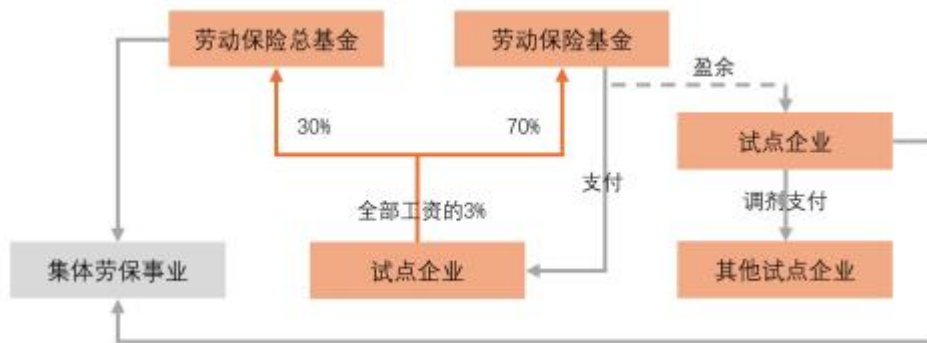 劳动保险总基金
劳动保险基金
盈余
30%
70%
试点企业
支付
全部工资的3%
调剂支付
集体劳保事业
试点企业
其他试点企业